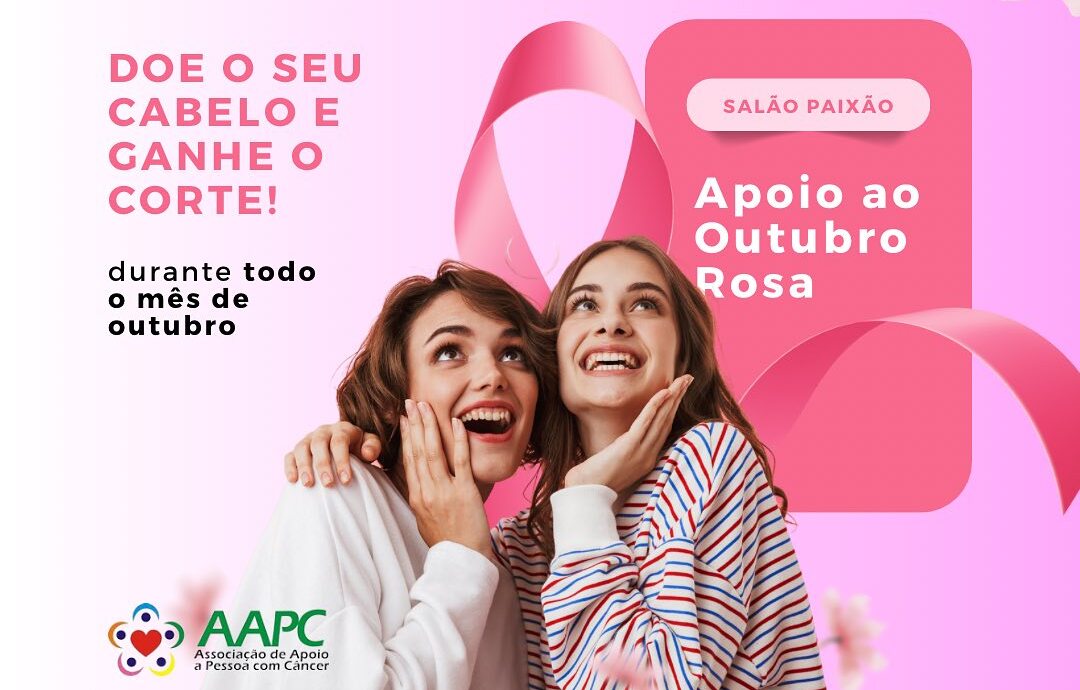 DOE O SEU
CABELO E
GANHE O
CORTE!
durante todo
o mês de
outubro
SALÃO PAIXÃO
Apoio ao
Outubro
Rosa
AAPC
Associação de Apoio
a Pessoa com Câncer